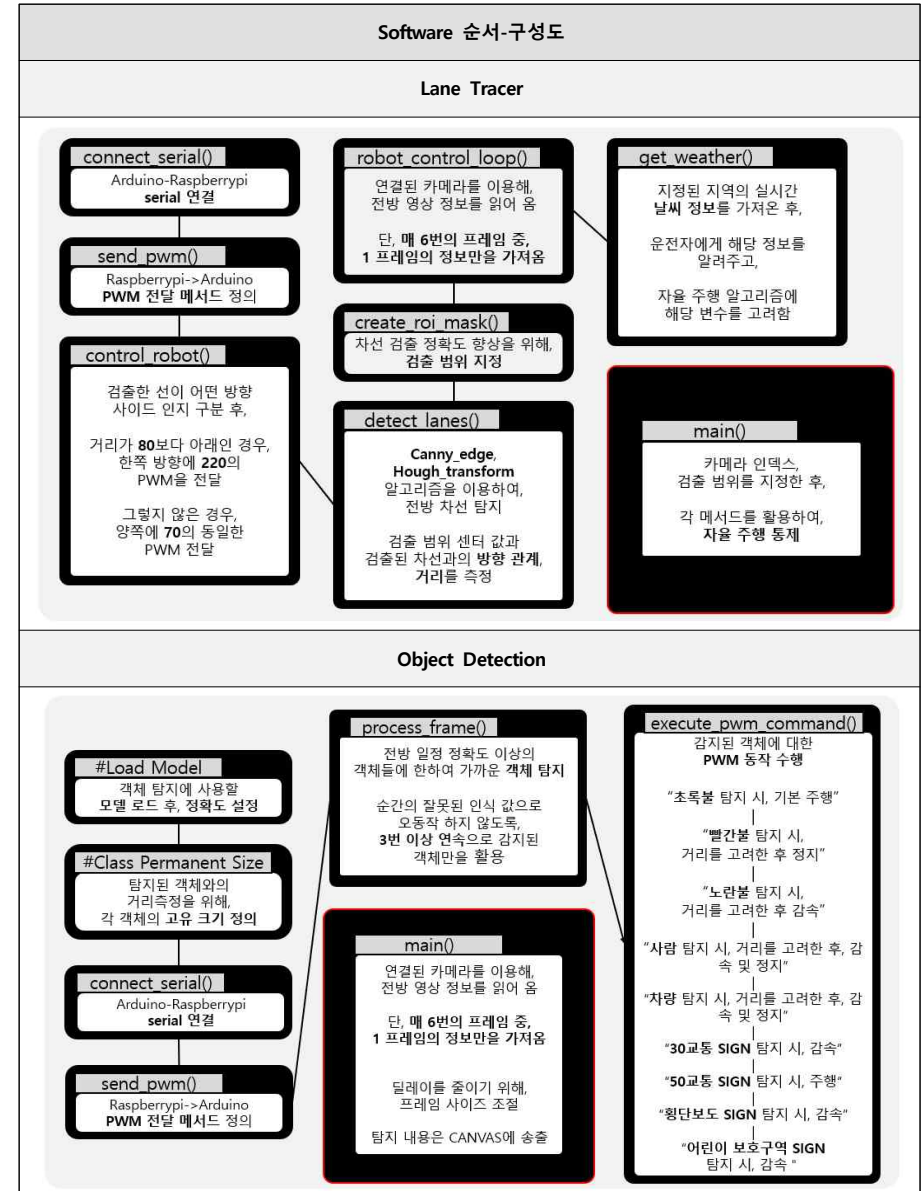 Software 순서-구성도
Lane Tracer
connect_serial()
Arduino-Raspberrypi
serial 연결
send_pwm()
Raspberrypi->Arduino
PWM 전달 메서드 정의
control_robot()
검출한 선이 어떤 방향
사이드 인지 구분 후,
거리가 80보다 아래인 경우,
한쪽 방향에 220의
PWM을 전달
그렇지 않은 경우,
양쪽에 70의 동일한
PWM 전달
robot_control_loop()
연결된 카메라를 이용해,
전방 영상 정보를 읽어 옴
단, 매 6번의 프레임 중,
1 프레임의 정보만을 가져옴
create_roi_mask()
차선 검출 정확도 향상을 위해,
검출 범위 지정
detect_lanes()
Canny_edge,
Hough_transform
알고리즘을 이용하여,
전방 차선 탐지
검출 범위 센터 값과
검출된 차선과의 방향 관계,
거리를 측정
get_weather()
지정된 지역의 실시간
날씨 정보를 가져온 후,
운전자에게 해당 정보를
알려주고,
자율 주행 알고리즘에
해당 변수를 고려함
main()
카메라 인덱스,
검출 범위를 지정한 후,
각 메서드를 활용하여,
자율 주행 통제
Object Detection
#Load Model
객체 탐지에 사용할
모델 로드 후, 정확도 설정
#Class Permanent Size
탐지된 객체와의
거리측정을 위해,
각 객체의 고유 크기 정의
connect_serial()
Arduino-Raspberrypi
serial 연결
send_pwm()
Raspberrypi->Arduino
PWM 전달 메서드 정의
process_frame()
전방 일정 정확도 이상의
객체들에 한하여 가까운 객체 탐지
순간의 잘못된 인식 값으로
오동작 하지 않도록,
3번 이상 연속으로 감지된
객체만을 활용
main()
연결된 카메라를 이용해,
전방 영상 정보를 읽어 옴
단, 매 6번의 프레임 중,
1 프레임의 정보만을 가져옴
딜레이를 줄이기 위해,
프레임 사이즈 조절
탐지 내용은 CANVAS에 송출
execute_pwm_command()
감지된 객체에 대한
PWM 동작 수행
"초록불 탐지 시, 기본 주행"
"빨간불 탐지 시,
거리를 고려한 후 정지"
"노란불 탐지 시,
거리를 고려한 후 감속"
"사람 탐지 시, 거리를 고려한 후, 감
속 및 정지"
"차량 탐지 시, 거리를 고려한 후, 감
속 및 정지"
"30교통 SIGN 탐지 시, 감속"
"50교통 SIGN 탐지 시, 주행"
"횡단보도 SIGN 탐지 시, 감속"
"어린이 보호구역 SIGN
탐지 시, 감속 "